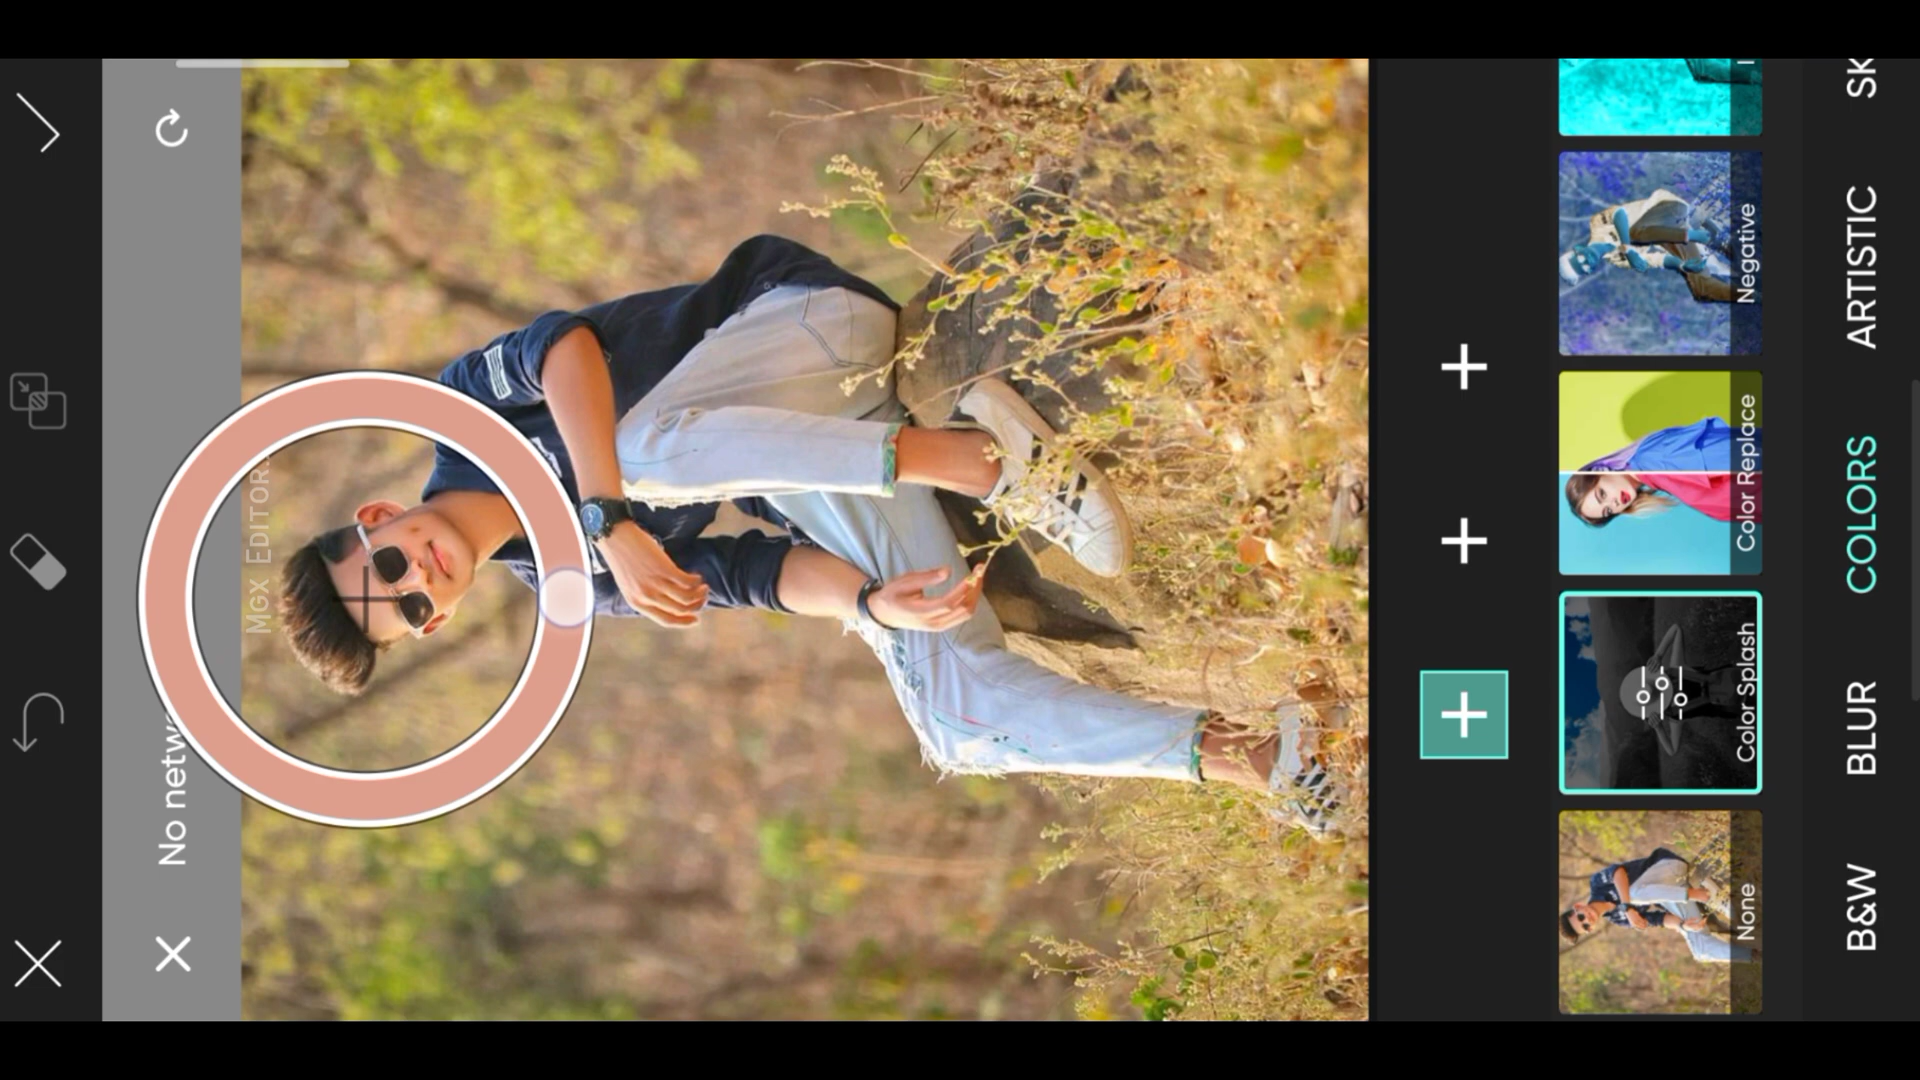 No netw
Mgx Editor
None Color Splash Color Replace Negative
B&W BLUR COLORS ARTISTIC SK